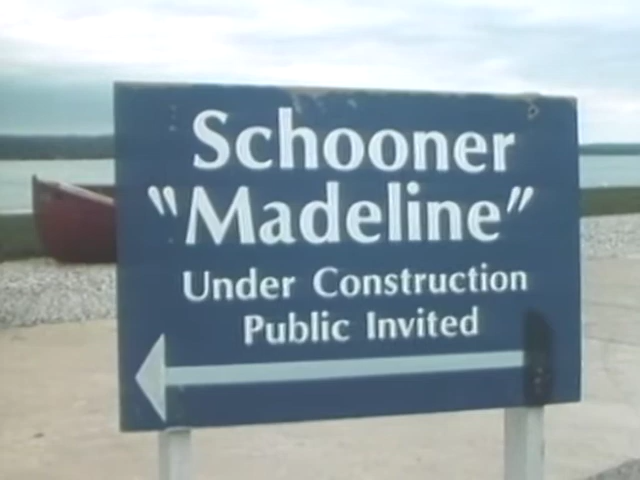 Schooner
"Madeline"
Under Construction
Public Invited